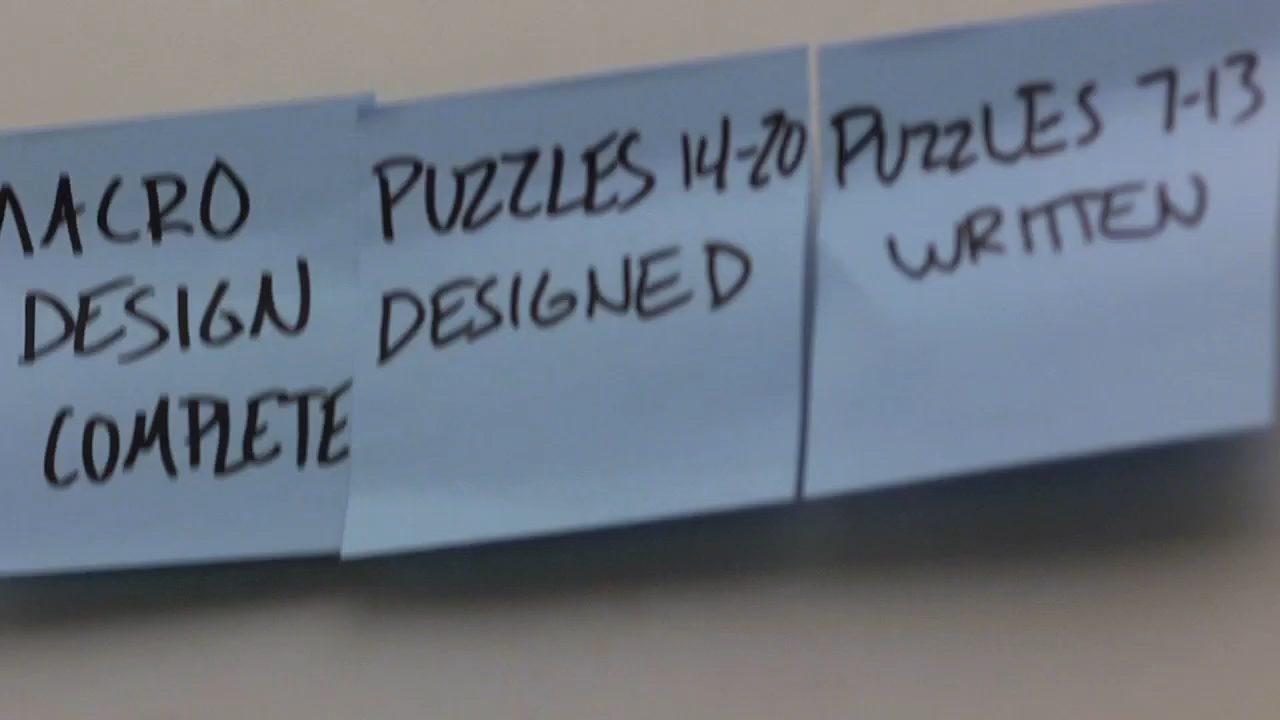 MACRO
DESIGN
COMPLETE
PUZZLES 14-20
DESIGNED
PUZZLES 7-13
WRITTEN